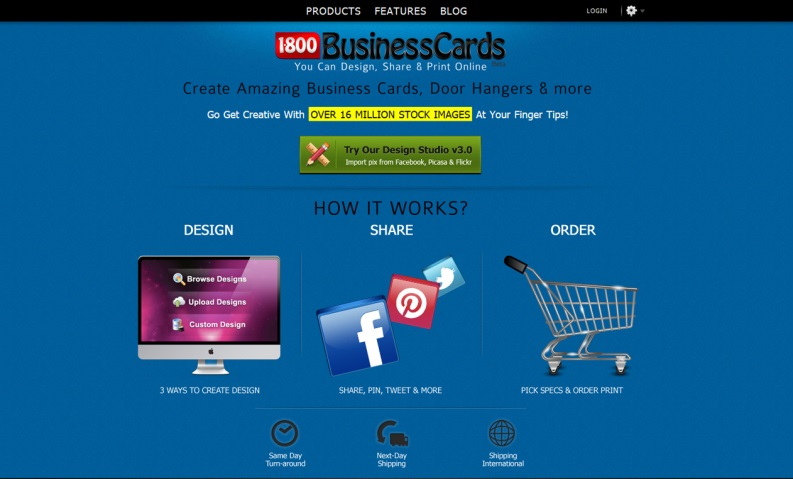 PRODUCTS FEATURES BLOG
LOGIN
1·800 BusinessCards
You Can Design, Share & Print Online
Create Amazing Business Cards, Door Hangers & more
Go Get Creative With OVER 16 MILLION STOCK IMAGES At Your Finger Tips!
Try Our Design Studio v3.0
Import pix from Facebook, Picasa & Flickr
HOW IT WORKS?
DESIGN
Browse Designs
Upload Designs
Custom Design
3 WAYS TO CREATE DESIGN
SHARE
SHARE, PIN, TWEET & MORE
ORDER
PICK SPECS & ORDER PRINT
Same Day
Turn-around
Next-Day
Shipping
Shipping
International